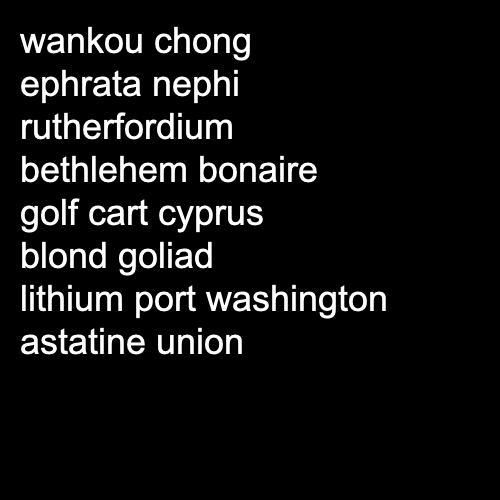 wankou chong
ephrata nephi
rutherfordium
bethlehem bonaire
golf cart cyprus
blond goliad
lithium port washington
astatine union